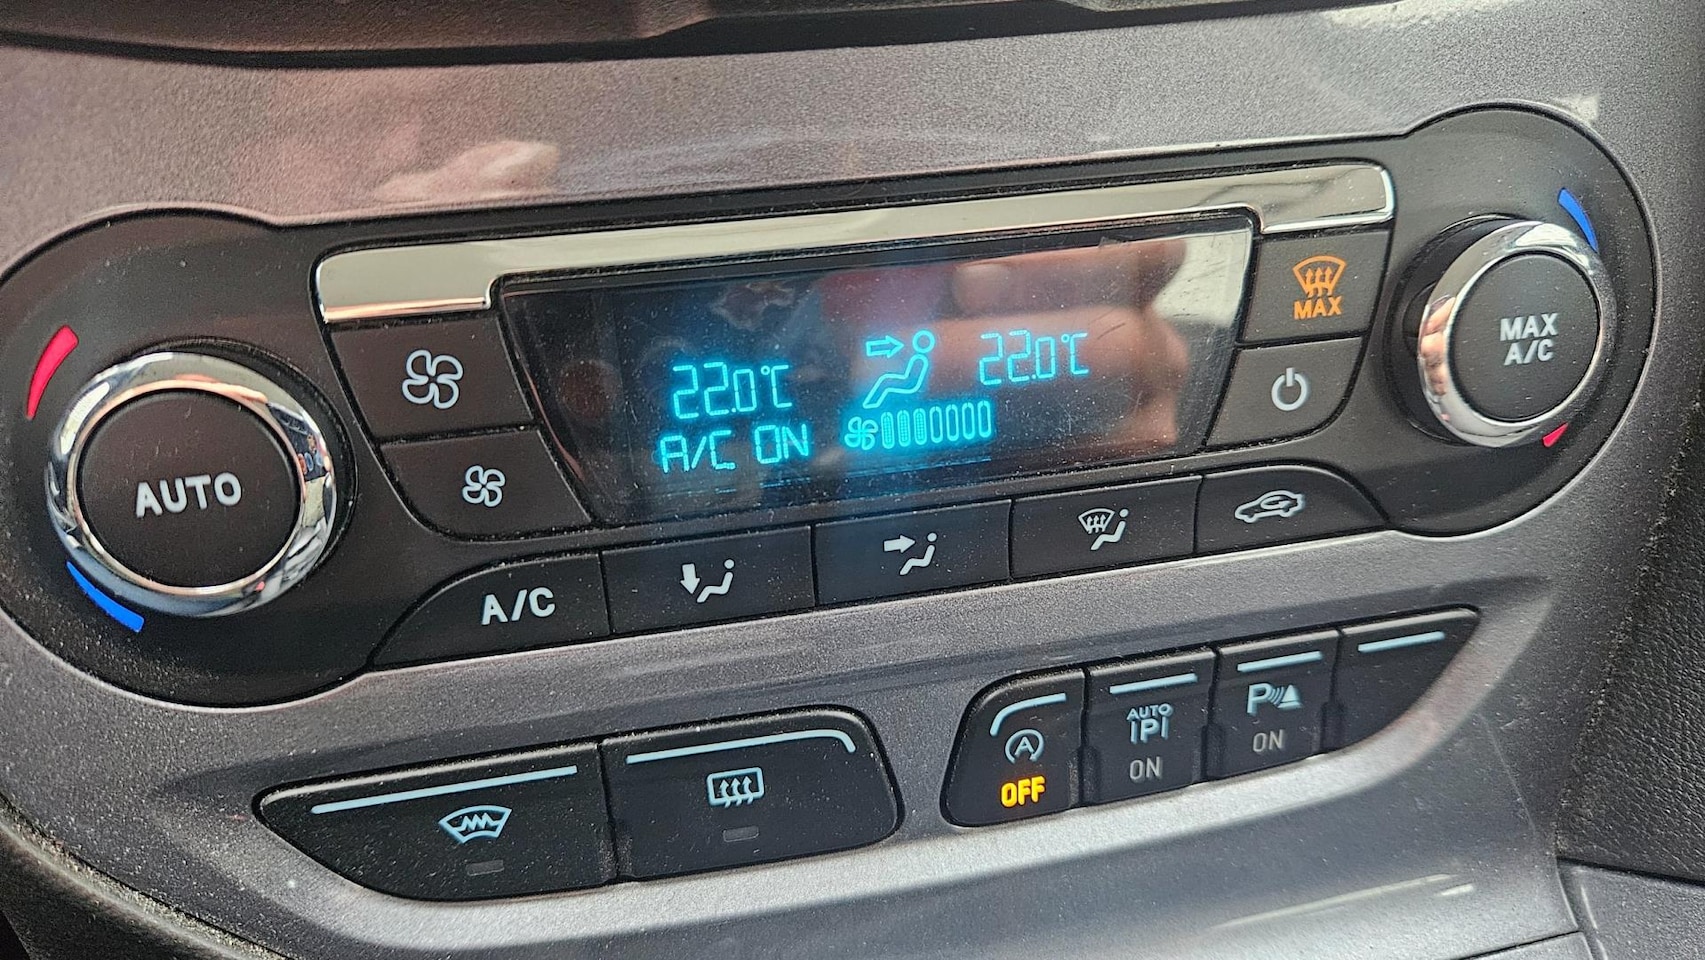 MAX
MAX
A/C
22.0°C
22.0°C
A/C ON
AUTO
A/C
AUTO
P
P
A
OFF
ON
ON